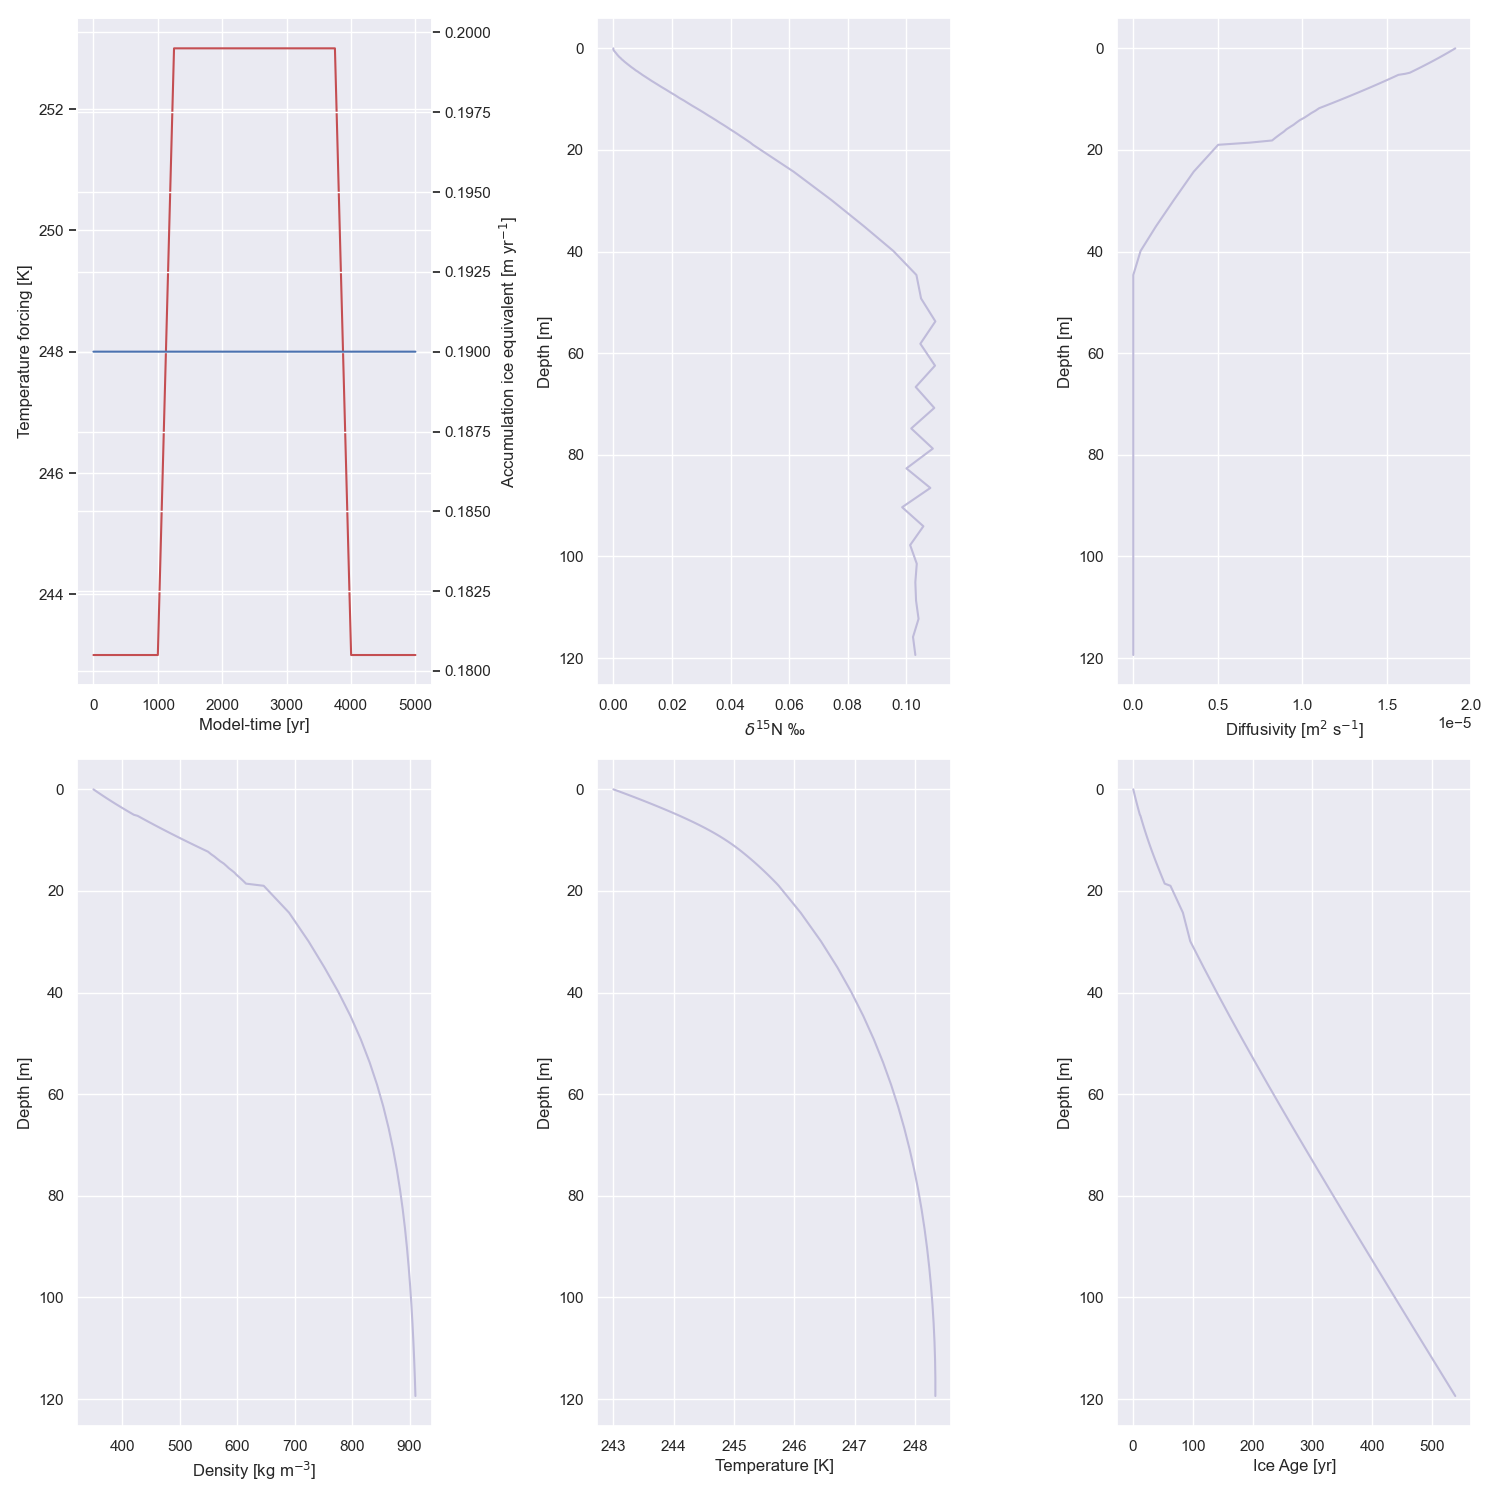 252
250
248
246
244
Temperature forcing [K]
0 1000 2000 3000 4000 5000
Model-time [yr]
0.2000
0.1975
0.1950
0.1925
0.1900
0.1875
0.1850
0.1825
0.1800
Accumulation ice equivalent [m yr⁻¹]
0
20
40
60
80
100
120
Depth [m]
0.00 0.02 0.04 0.06 0.08 0.10
δ¹⁵N ‰
0
20
40
60
80
100
120
Depth [m]
0.0 0.5 1.0 1.5 2.0
1e−5
Diffusivity [m² s⁻¹]
0
20
40
60
80
100
120
Depth [m]
400 500 600 700 800 900
Density [kg m⁻³]
0
20
40
60
80
100
120
Depth [m]
243 244 245 246 247 248
Temperature [K]
0
20
40
60
80
100
120
Depth [m]
0 100 200 300 400 500
Ice Age [yr]